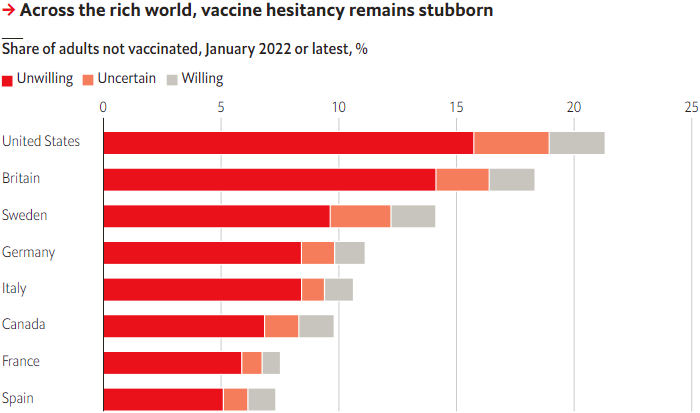 → Across the rich world, vaccine hesitancy remains stubborn
Share of adults not vaccinated, January 2022 or latest, %
Unwilling Uncertain Willing
0 5 10 15 20 25
United States
Britain
Sweden
Germany
Italy
Canada
France
Spain